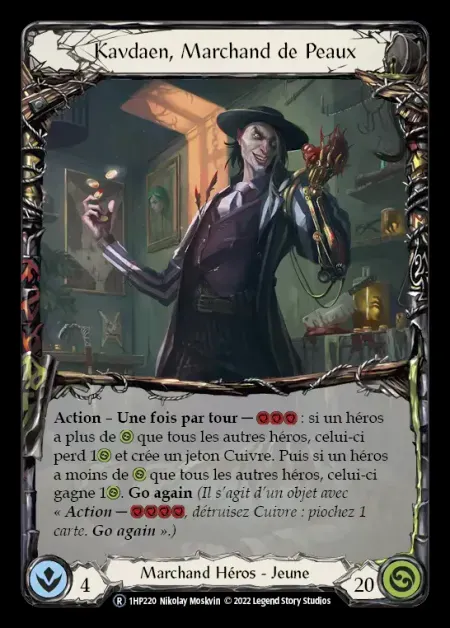 Kavdaen, Marchand de Peaux
Action – Une fois par tour — : si un héros
a plus de que tous les autres héros, celui-ci
perd 1 et crée un jeton Cuivre. Puis si un héros
a moins de que tous les autres héros, celui-ci
gagne 1. Go again (Il s'agit d'un objet avec
« Action — , détruisez Cuivre : piochez 1
carte. Go again ».)
4
Marchand Héros - Jeune
20
R 1HP220 Nikolay Moskvin © 2022 Legend Story Studios